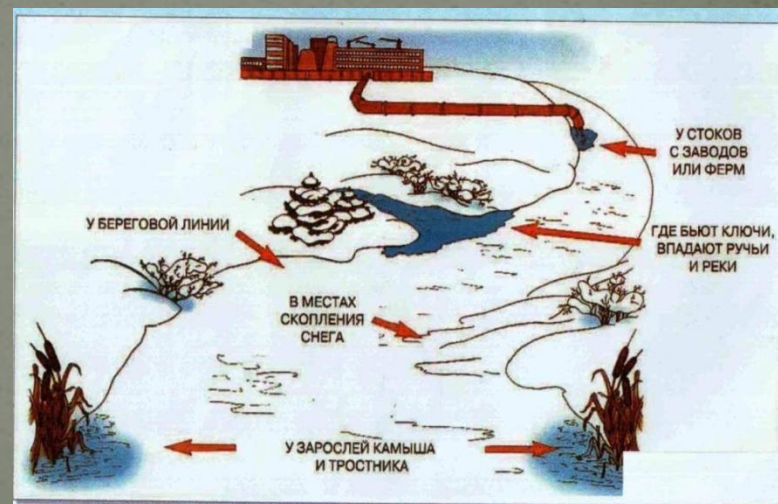 У СТОКОВ
С ЗАВОДОВ
ИЛИ ФЕРМ
У БЕРЕГОВОЙ ЛИНИИ
ГДЕ БЬЮТ КЛЮЧИ,
ВПАДАЮТ РУЧЬИ
И РЕКИ
В МЕСТАХ
СКОПЛЕНИЯ
СНЕГА
У ЗАРОСЛЕЙ КАМЫША
И ТРОСТНИКА